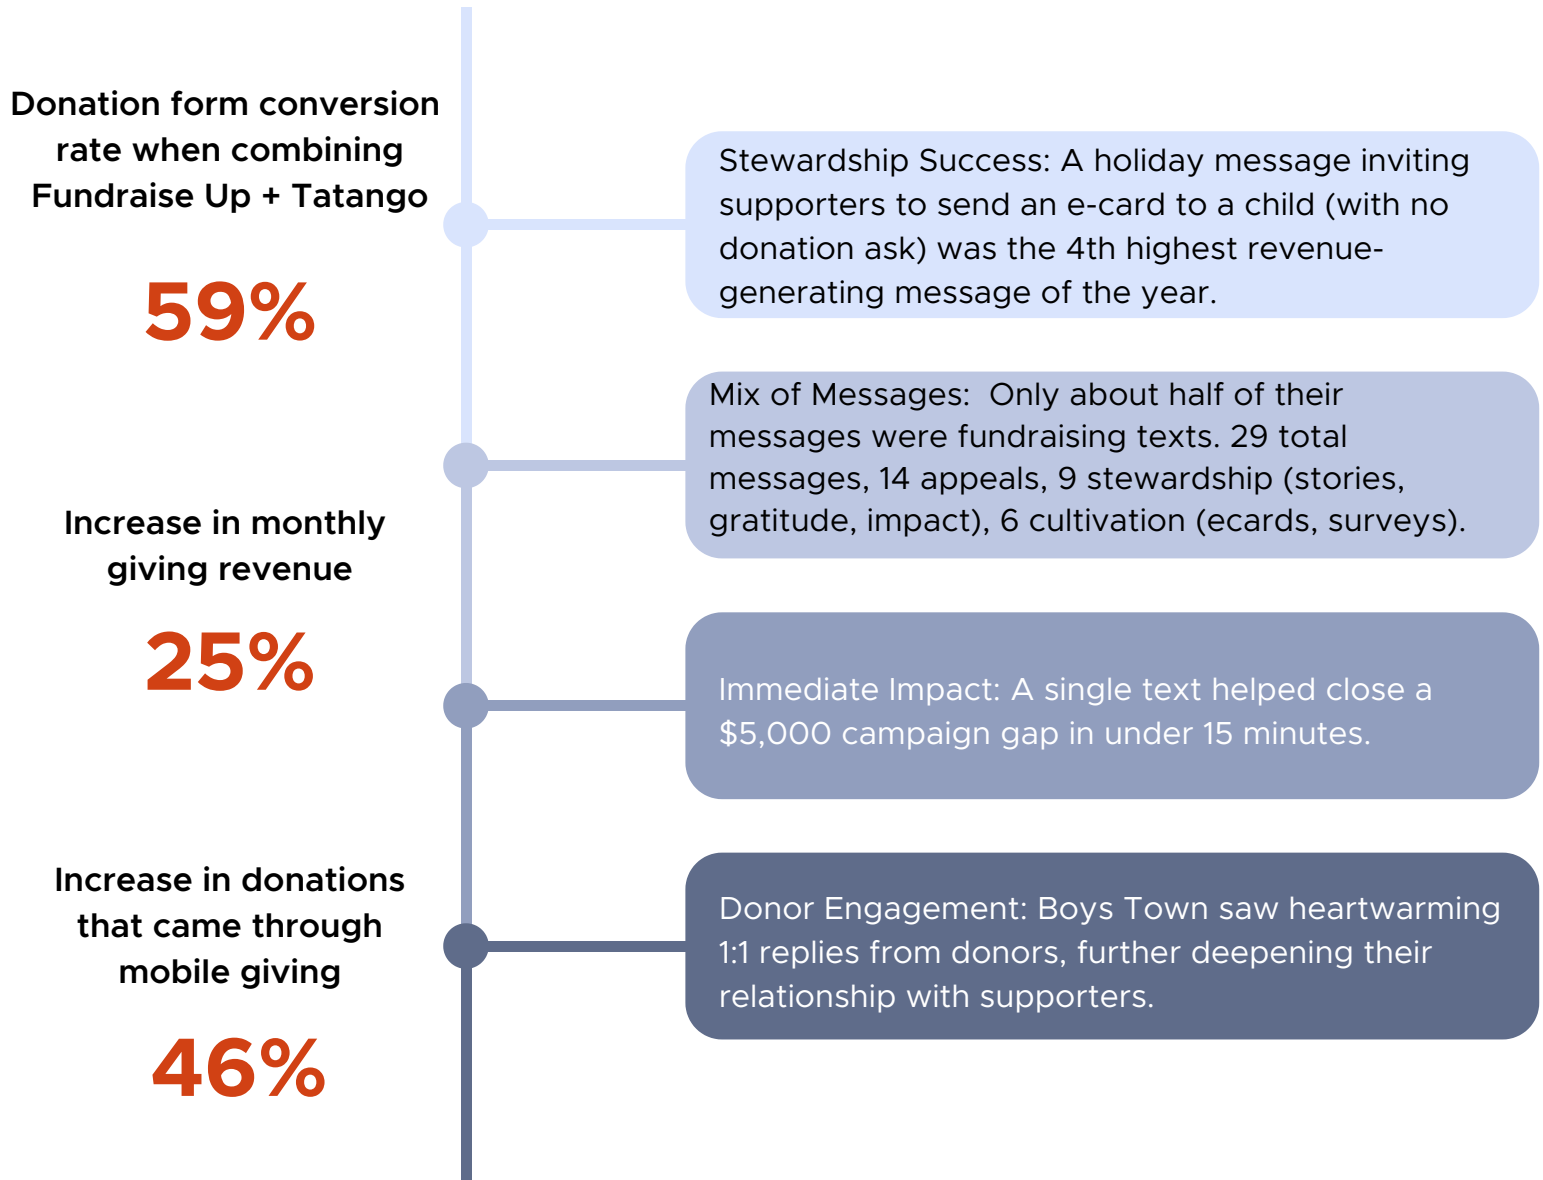 Donation form conversion
rate when combining
Fundraise Up + Tatango
59%
Increase in monthly
giving revenue
25%
Increase in donations
that came through
mobile giving
46%
Stewardship Success: A holiday message inviting
supporters to send an e-card to a child (with no
donation ask) was the 4th highest revenue-
generating message of the year.
Mix of Messages:  Only about half of their
messages were fundraising texts. 29 total
messages, 14 appeals, 9 stewardship (stories,
gratitude, impact), 6 cultivation (ecards, surveys).
Immediate Impact: A single text helped close a
$5,000 campaign gap in under 15 minutes.
Donor Engagement: Boys Town saw heartwarming
1:1 replies from donors, further deepening their
relationship with supporters.